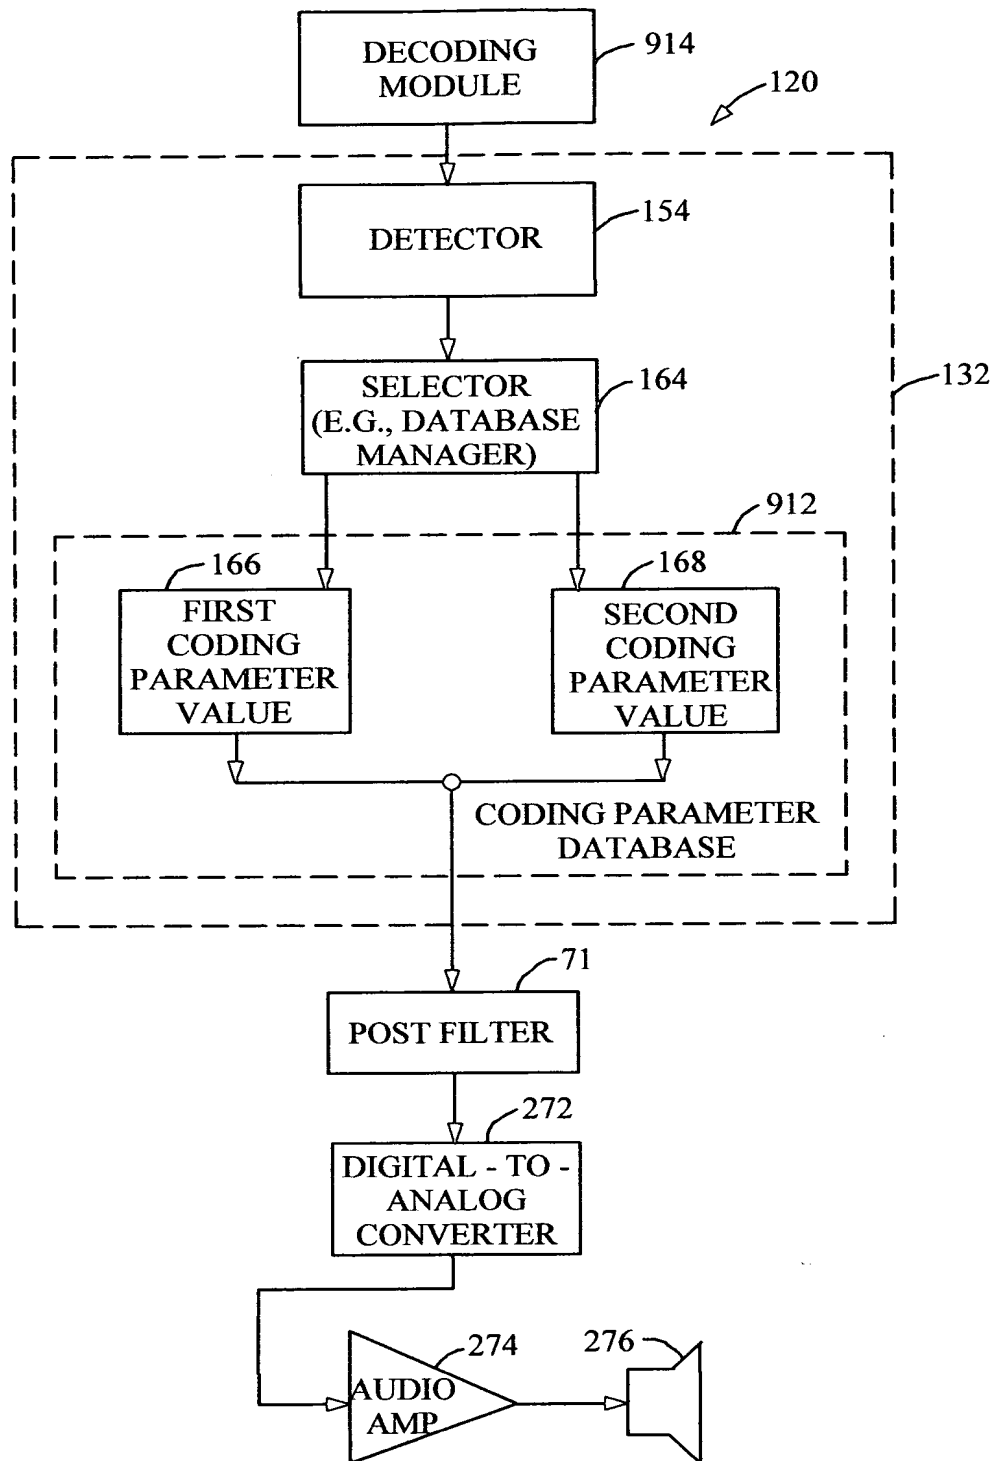 DECODING
MODULE
914
120
DETECTOR
154
SELECTOR
(E.G., DATABASE
MANAGER)
164
132
912
166
FIRST
CODING
PARAMETER
VALUE
168
SECOND
CODING
PARAMETER
VALUE
CODING PARAMETER
DATABASE
71
POST FILTER
272
DIGITAL - TO -
ANALOG
CONVERTER
274
AUDIO
AMP
276